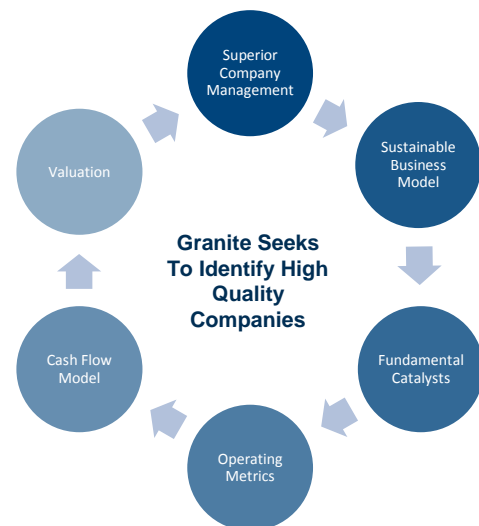 Superior
Company
Management
Sustainable
Business
Model
Fundamental
Catalysts
Operating
Metrics
Cash Flow
Model
Valuation
Granite Seeks
To Identify High
Quality
Companies